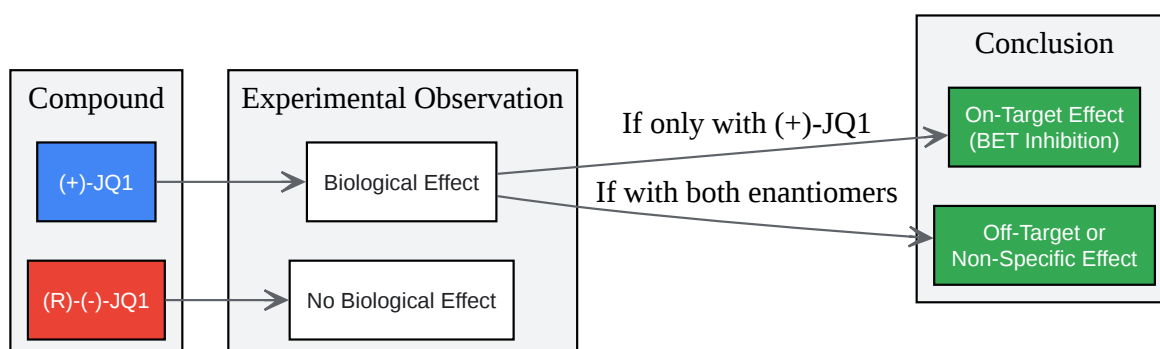 Conclusion
Compound
Experimental Observation
If only with (+)-JQ1
On-Target Effect
(BET Inhibition)
(+)-JQ1
Biological Effect
If with both enantiomers
Off-Target or
Non-Specific Effect
(R)-(-)-JQ1
No Biological Effect